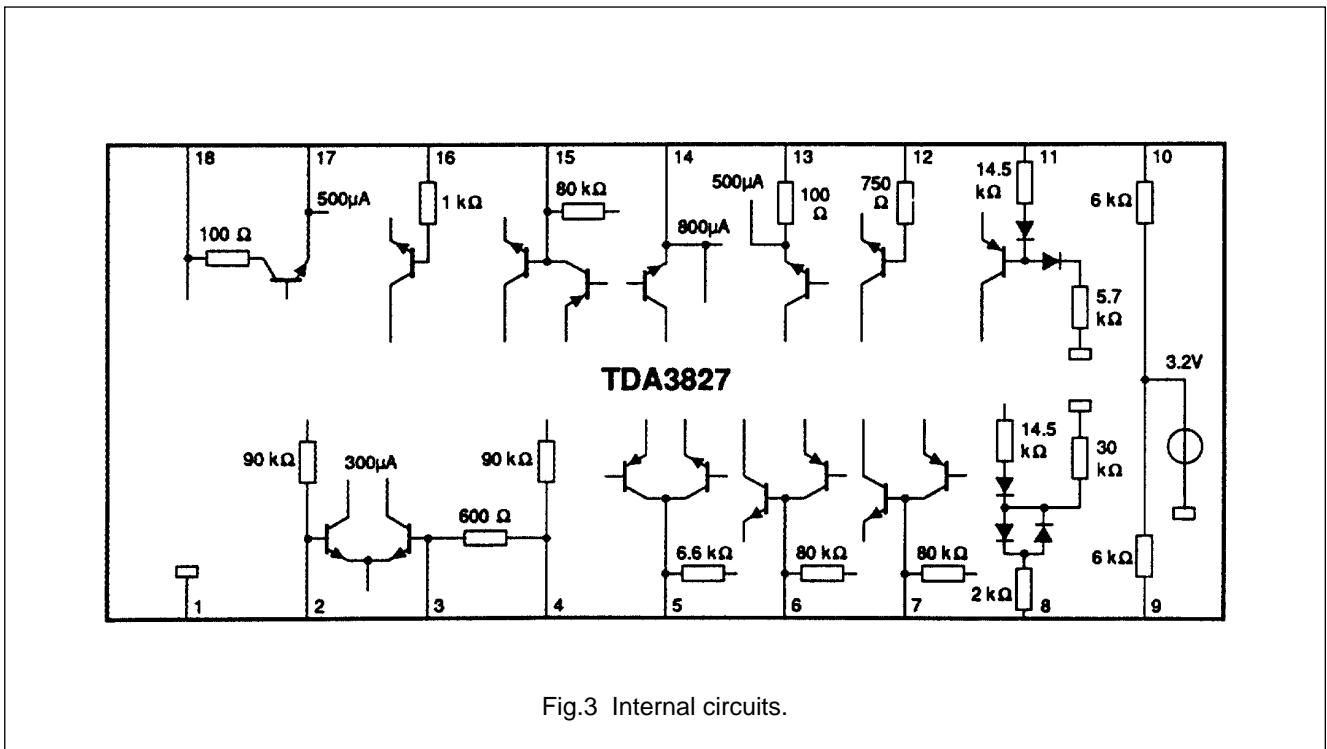 18 17 16 15 14 13 12 11 10
500µA
100 Ω
1 kΩ
80 kΩ
800µA
500µA
100
Ω
750
Ω
14.5
kΩ
5.7
kΩ
6 kΩ
3.2V
TDA3827
90 kΩ
300µA
600 Ω
90 kΩ
6.6 kΩ
80 kΩ
80 kΩ
14.5
kΩ
30
kΩ
2 kΩ
6 kΩ
1 2 3 4 5 6 7 8 9
Fig.3 Internal circuits.